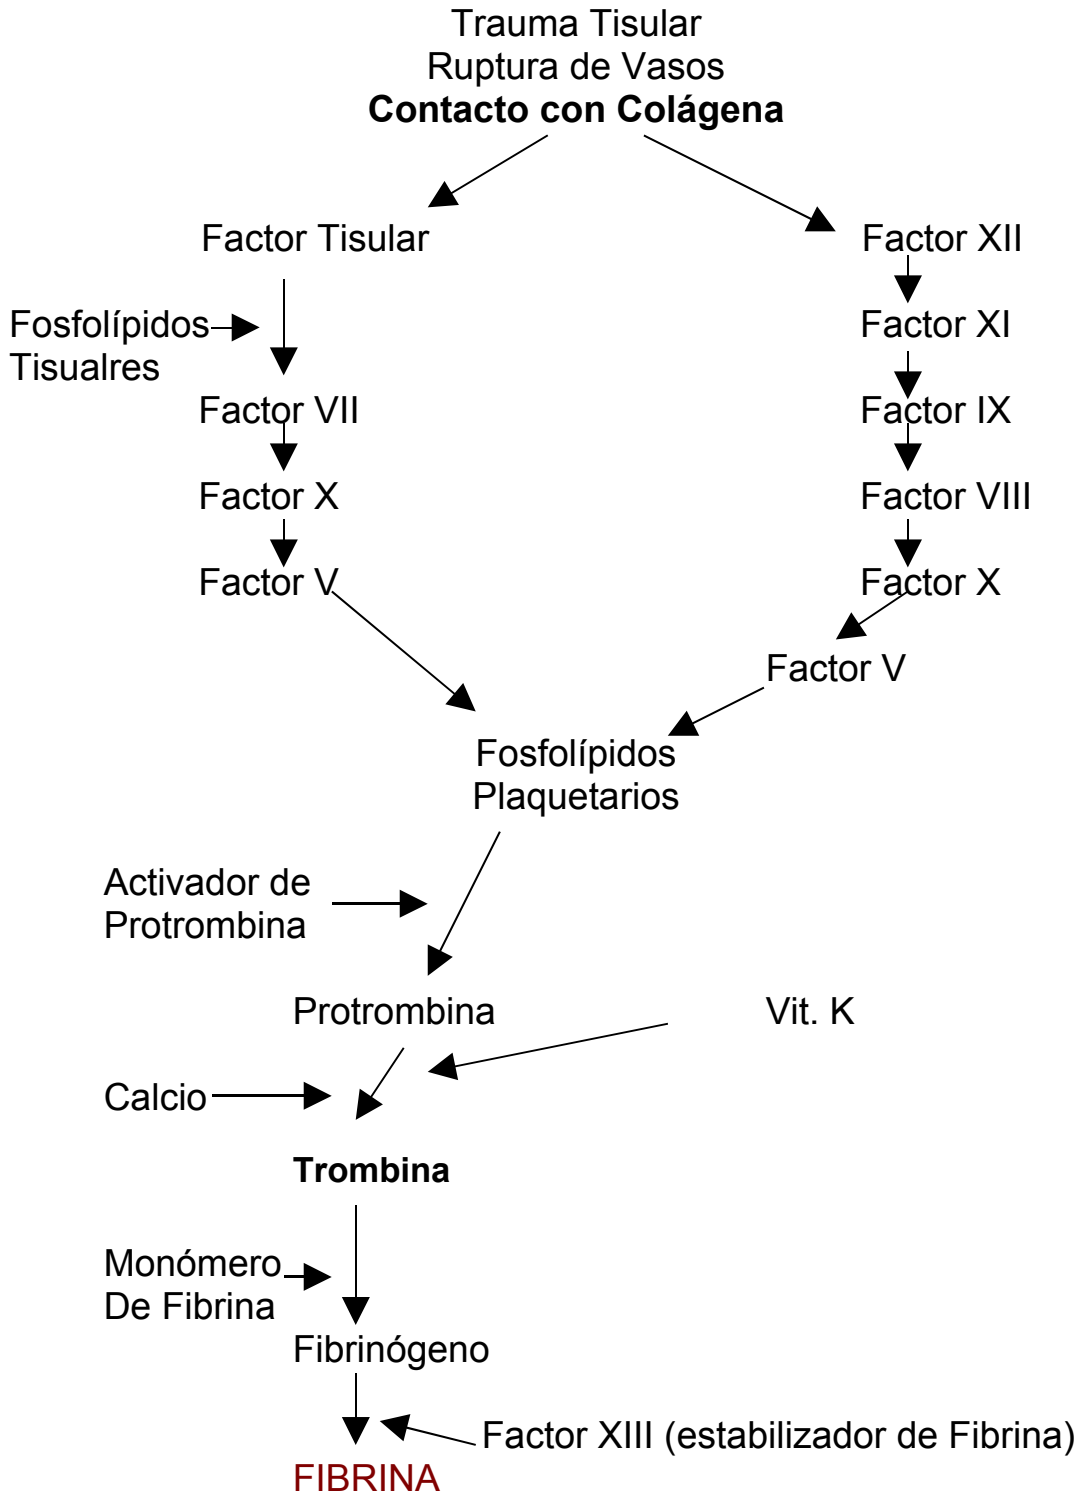 Trauma Tisular
Ruptura de Vasos
Contacto con Colágena
Factor Tisular
Factor XII
Fosfolípidos
Tisualres
Factor XI
Factor VII
Factor IX
Factor X
Factor VIII
Factor V
Factor X
Factor V
Fosfolípidos
Plaquetarios
Activador de
Protrombina
Protrombina
Vit. K
Calcio
Trombina
Monómero
De Fibrina
Fibrinógeno
Factor XIII (estabilizador de Fibrina)
FIBRINA